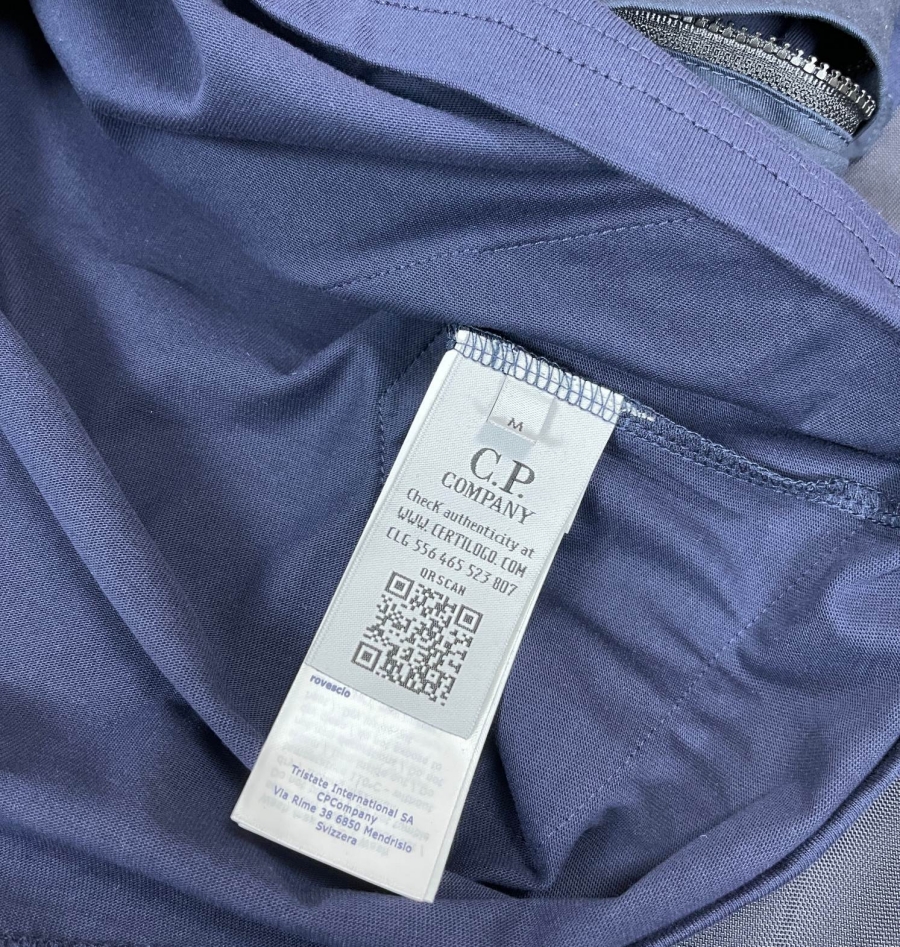 M
C.P.
COMPANY
ChecK authenticity at
WWW.CERTILOGO.COM
CLG 556 465 523 807
QRSCAN
rovescio
Tristate International SA
CPCompany
Via Rime 38 6850 Mendrisio
Svizzera